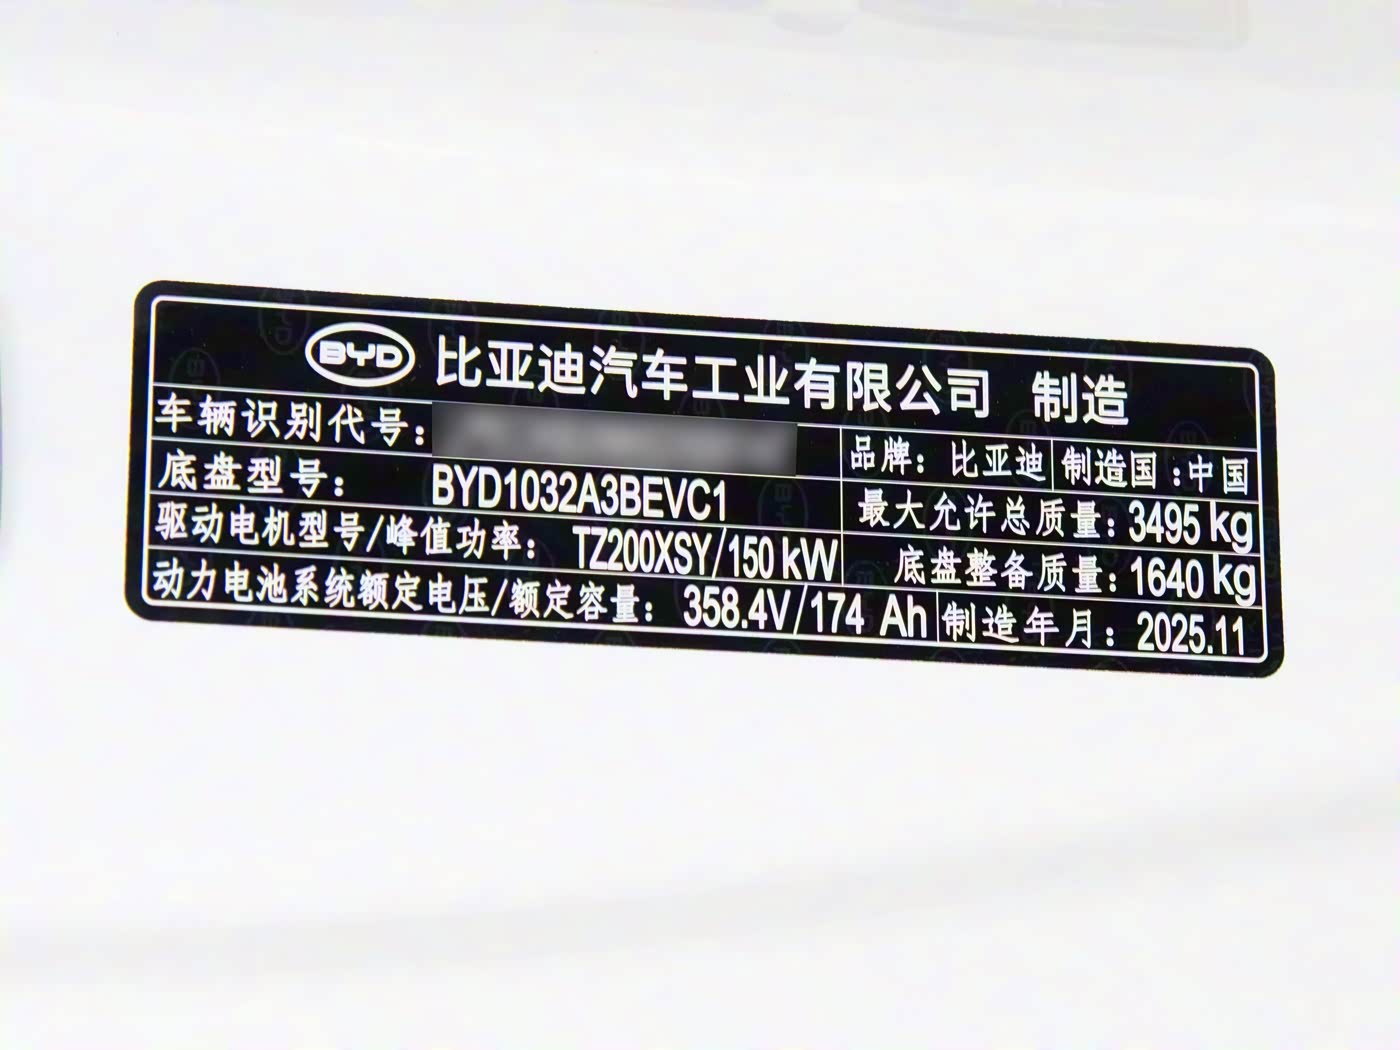 BYD 比亚迪汽车工业有限公司 制造
车辆识别代号：
品牌：比亚迪 制造国：中国
底盘型号： BYD1032A3BEVC1
最大允许总质量：3495 kg
驱动电机型号/峰值功率： TZ200XSY/150 kW
底盘整备质量：1640 kg
动力电池系统额定电压/额定容量： 358.4V/174 Ah
制造年月：2025.11